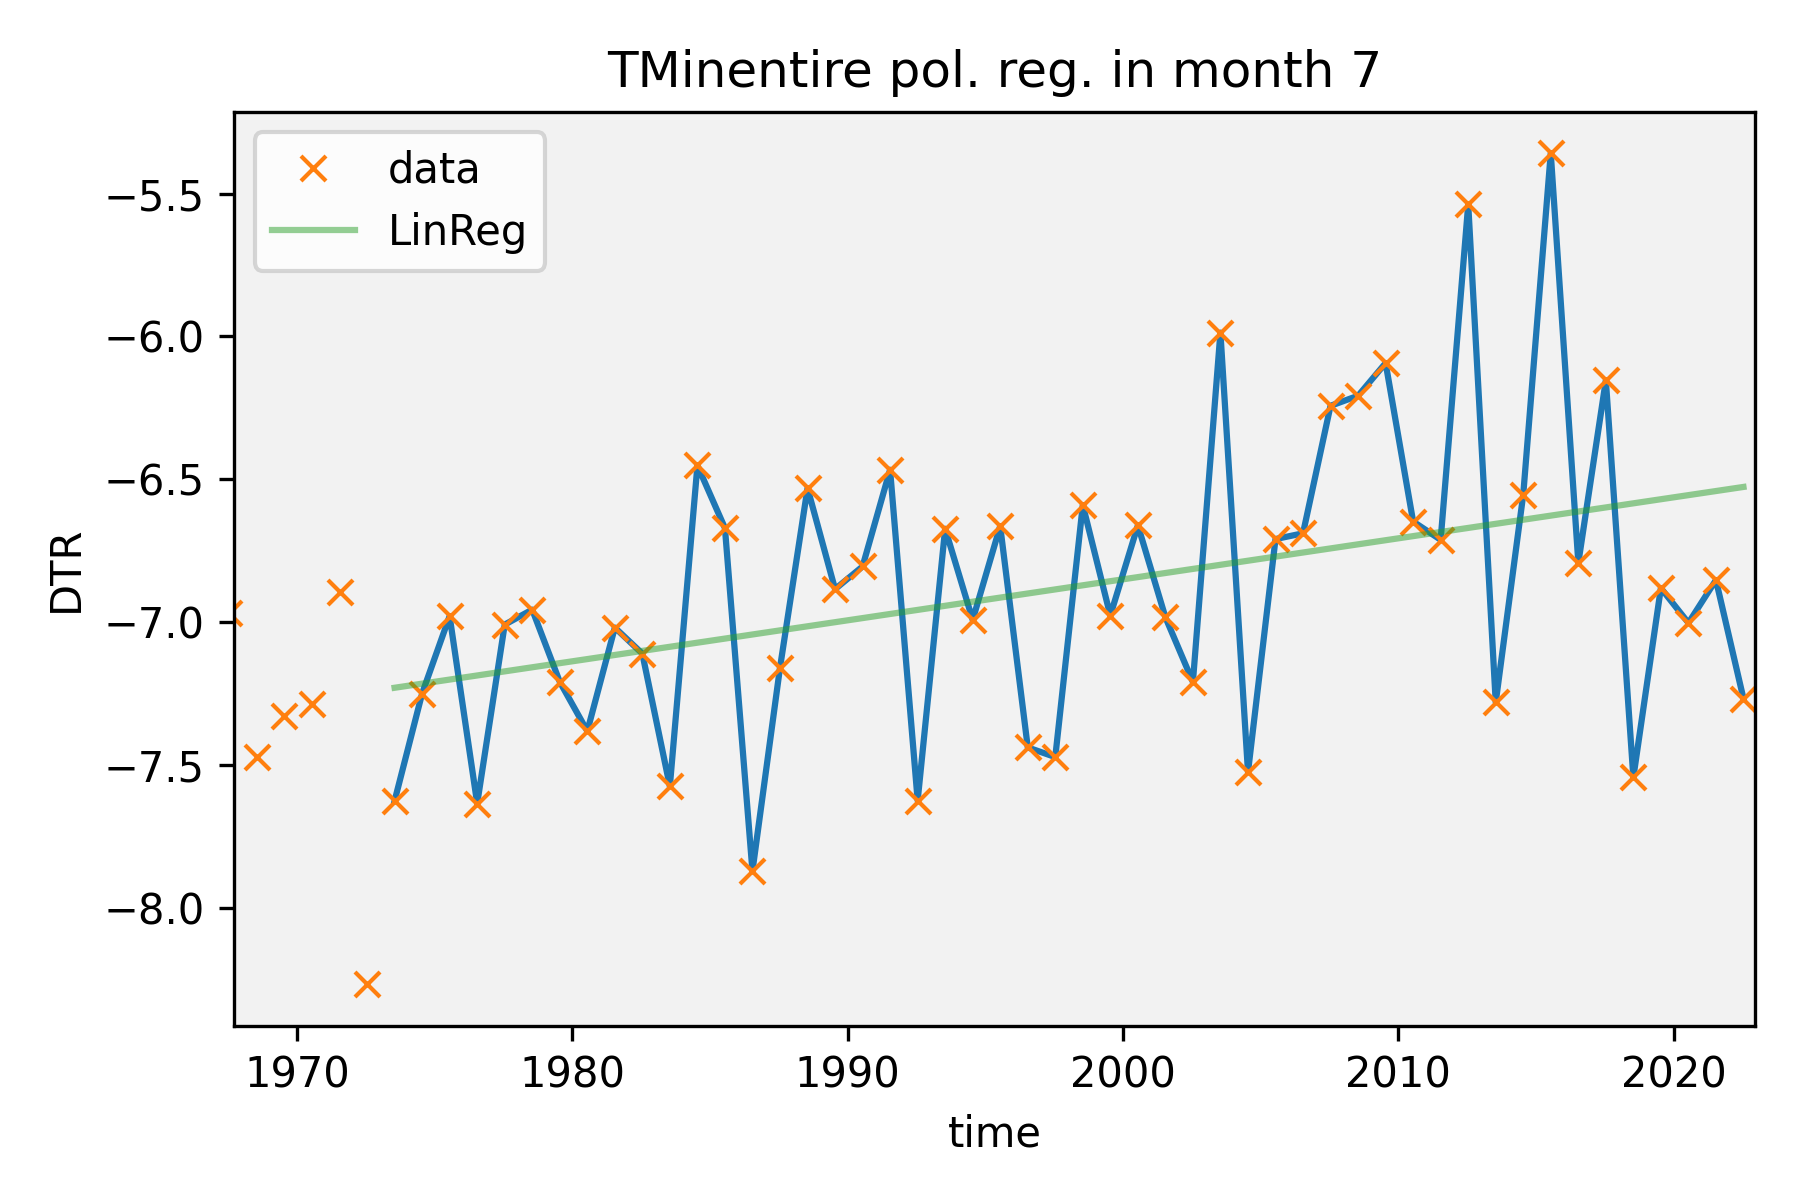 TMinentire pol. reg. in month 7
data
LinReg
−5.5
−6.0
−6.5
−7.0
−7.5
−8.0
DTR
1970 1980 1990 2000 2010 2020
time